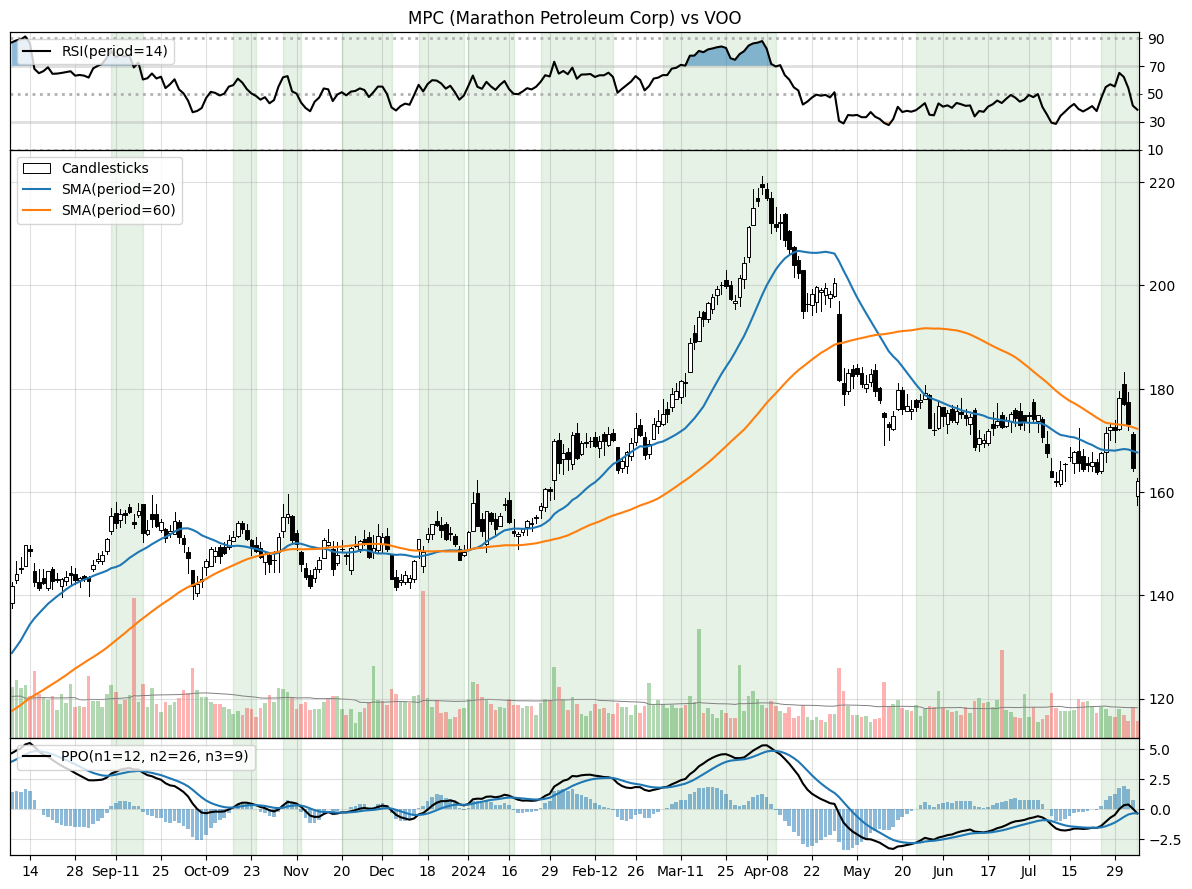 MPC (Marathon Petroleum Corp) vs VOO
RSI(period=14)
90
70
50
30
10
Candlesticks
SMA(period=20)
SMA(period=60)
220
200
180
160
140
120
PPO(n1=12, n2=26, n3=9)
5.0
2.5
0.0
−2.5
14 28 Sep-11 25 Oct-09 23 Nov 20 Dec 18 2024 16 29 Feb-12 26 Mar-11 25 Apr-08 22 May 20 Jun 17 Jul 15 29